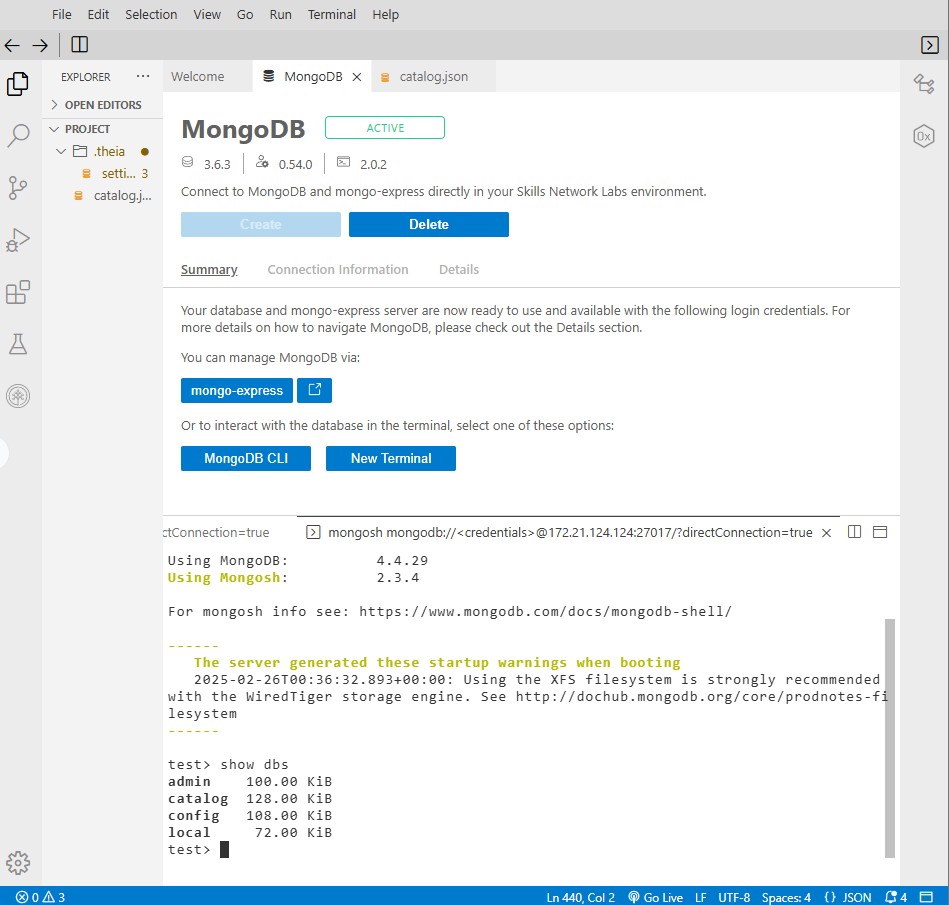 File Edit Selection View Go Run Terminal Help
EXPLORER ...
OPEN EDITORS
PROJECT
.theia
setti... 3
catalog.j...
Welcome
MongoDB
catalog.json
MongoDB
ACTIVE
3.6.3
0.54.0
2.0.2
Connect to MongoDB and mongo-express directly in your Skills Network Labs environment.
Create
Delete
Summary
Connection Information
Details
Your database and mongo-express server are now ready to use and available with the following login credentials. For
more details on how to navigate MongoDB, please check out the Details section.
You can manage MongoDB via:
mongo-express
Or to interact with the database in the terminal, select one of these options:
MongoDB CLI
New Terminal
ctConnection=true
mongosh mongodb://<credentials>@172.21.124.124:27017/?directConnection=true
Using MongoDB: 4.4.29
Using Mongosh: 2.3.4
For mongosh info see: https://www.mongodb.com/docs/mongodb-shell/
------
The server generated these startup warnings when booting
2025-02-26T00:36:32.893+00:00: Using the XFS filesystem is strongly recommended
with the WiredTiger storage engine. See http://dochub.mongodb.org/core/prodnotes-fi
lesystem
------
test> show dbs
admin 100.00 KiB
catalog 128.00 KiB
config 108.00 KiB
local 72.00 KiB
test>
0 3
Ln 440, Col 2
Go Live
LF
UTF-8
Spaces: 4
{} JSON
4
0x